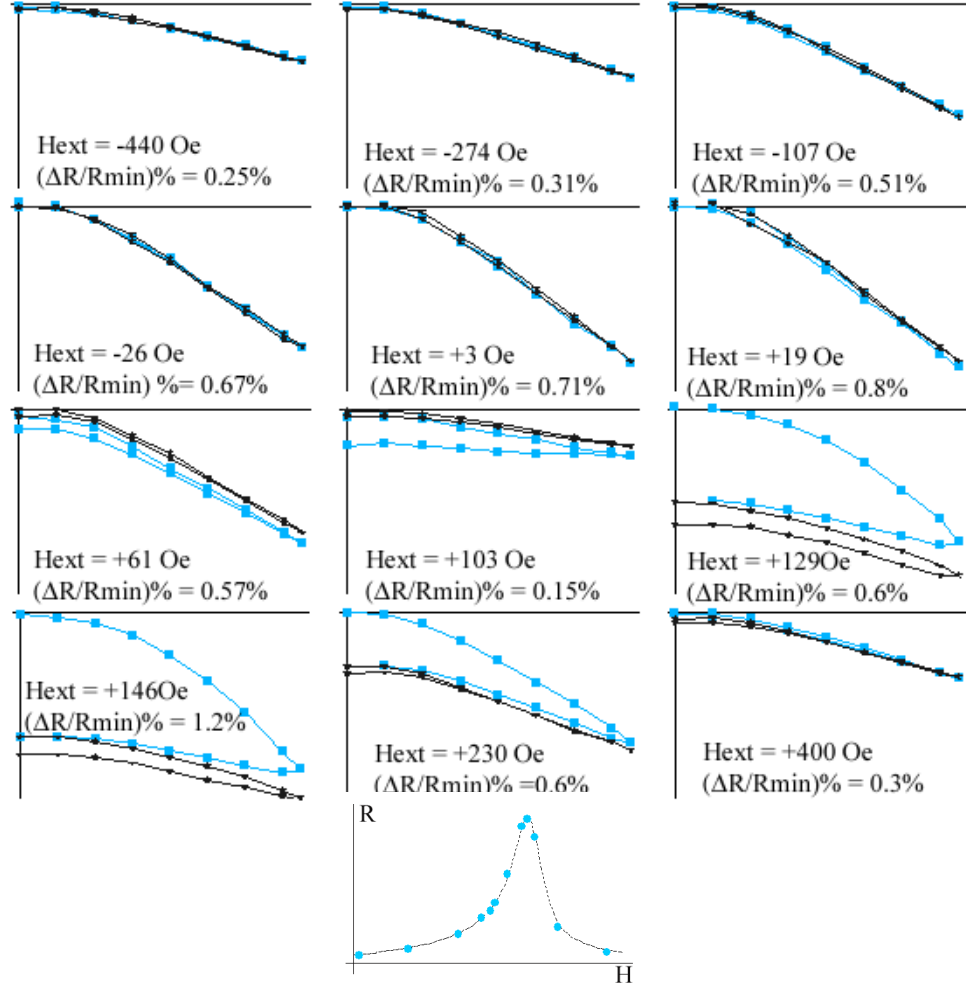 Hext = -440 Oe
(ΔR/Rmin)% = 0.25%
Hext = -274 Oe
(ΔR/Rmin)% = 0.31%
Hext = -107 Oe
(ΔR/Rmin)% = 0.51%
Hext = -26 Oe
(ΔR/Rmin) %= 0.67%
Hext = +3 Oe
(ΔR/Rmin)% = 0.71%
Hext = +19 Oe
(ΔR/Rmin)% = 0.8%
Hext = +61 Oe
(ΔR/Rmin)% = 0.57%
Hext = +103 Oe
(ΔR/Rmin)% = 0.15%
Hext = +129Oe
(ΔR/Rmin)% = 0.6%
Hext = +146Oe
(ΔR/Rmin)% = 1.2%
Hext = +230 Oe
(ΔR/Rmin)% =0.6%
Hext = +400 Oe
(ΔR/Rmin)% = 0.3%
R
H